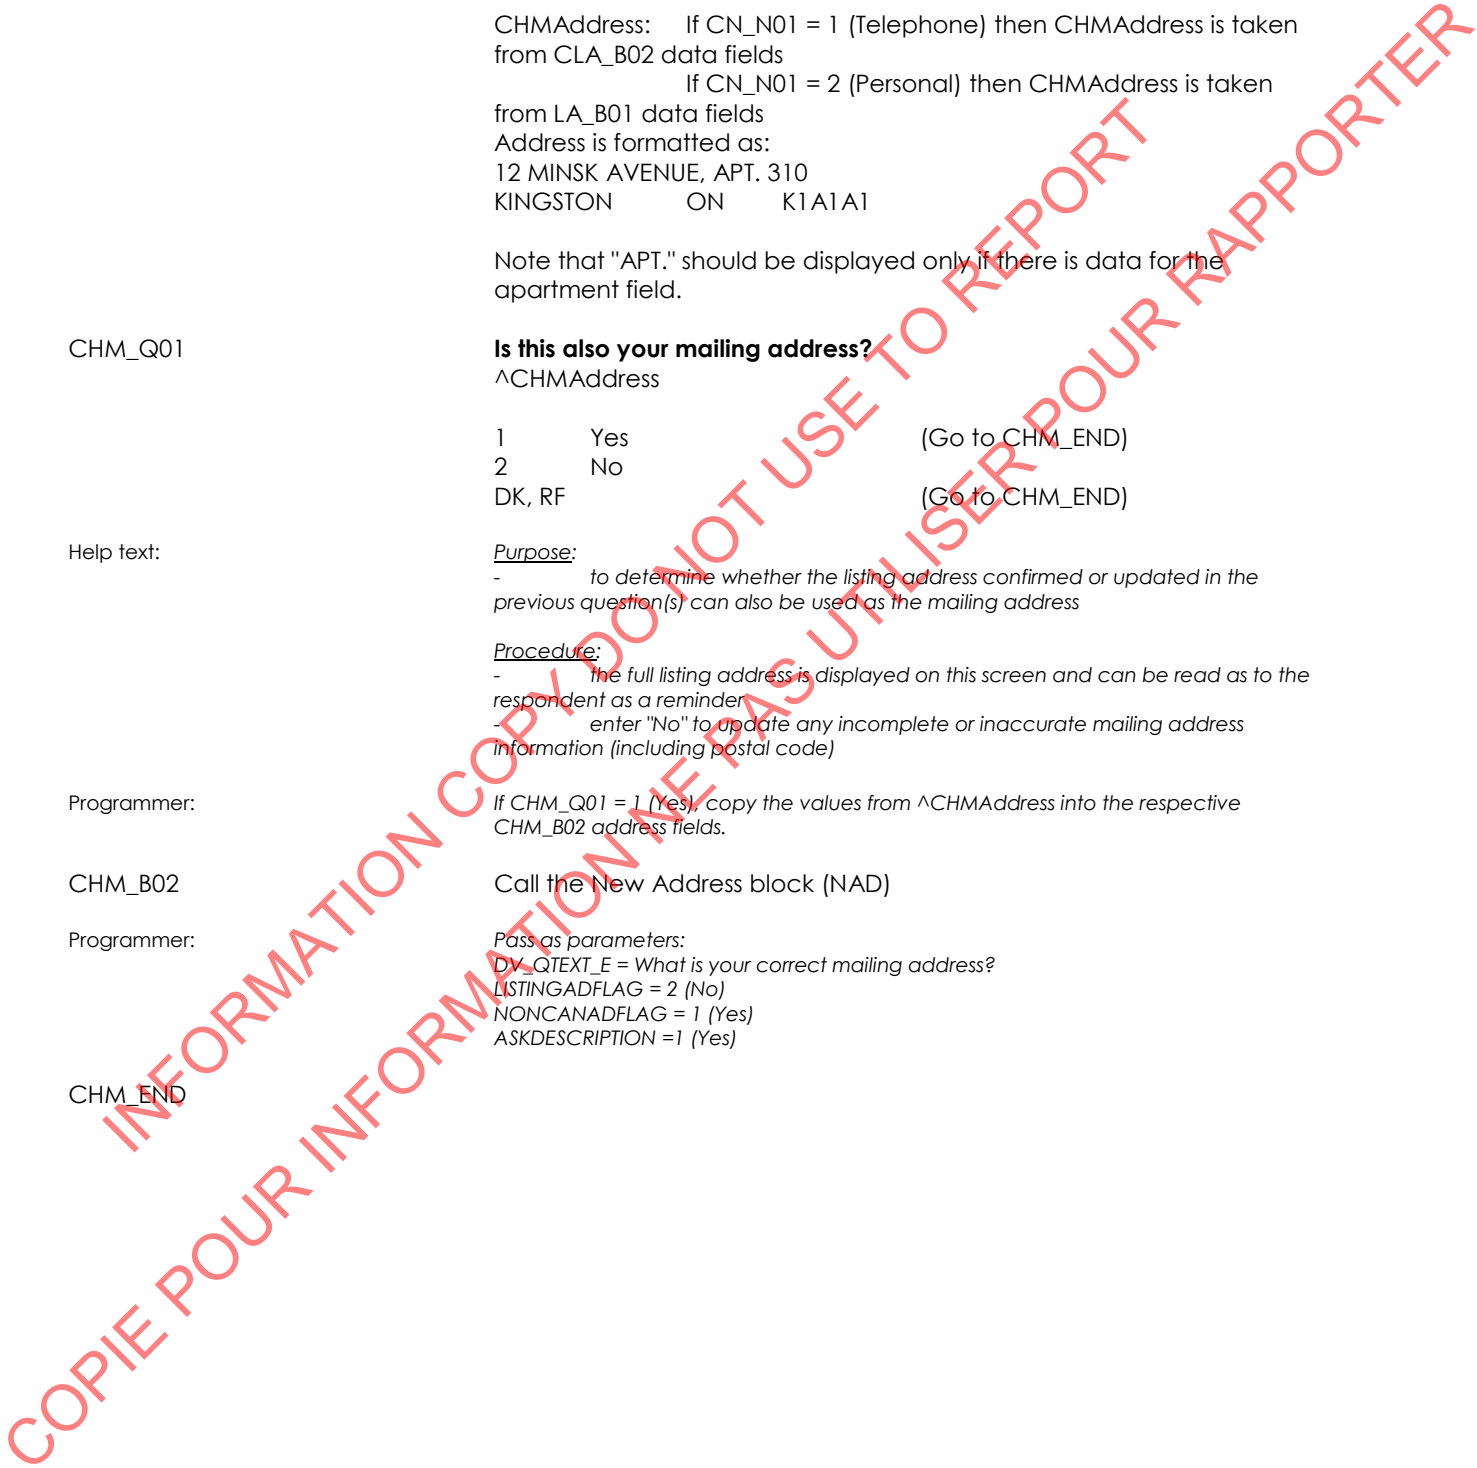 CHMAddress: If CN_N01 = 1 (Telephone) then CHMAddress is taken
from CLA_B02 data fields
If CN_N01 = 2 (Personal) then CHMAddress is taken
from LA_B01 data fields
Address is formatted as:
12 MINSK AVENUE, APT. 310
KINGSTON ON K1A1A1
Note that "APT." should be displayed only if there is data for the
apartment field.
CHM_Q01 Is this also your mailing address?
^CHMAddress
1 Yes (Go to CHM_END)
2 No
DK, RF (Go to CHM_END)
Help text: Purpose:
- to determine whether the listing address confirmed or updated in the
previous question(s) can also be used as the mailing address
Procedure:
- the full listing address is displayed on this screen and can be read as to the
respondent as a reminder
- enter "No" to update any incomplete or inaccurate mailing address
information (including postal code)
Programmer: If CHM_Q01 = 1 (Yes), copy the values from ^CHMAddress into the respective
CHM_B02 address fields.
CHM_B02 Call the New Address block (NAD)
Programmer: Pass as parameters:
DV_QTEXT_E = What is your correct mailing address?
LISTINGADFLAG = 2 (No)
NONCANADFLAG = 1 (Yes)
ASKDESCRIPTION =1 (Yes)
CHM_END
INFORMATION COPY DO NOT USE TO REPORT
COPIE POUR INFORMATION NE PAS UTILISER POUR RAPPORTER